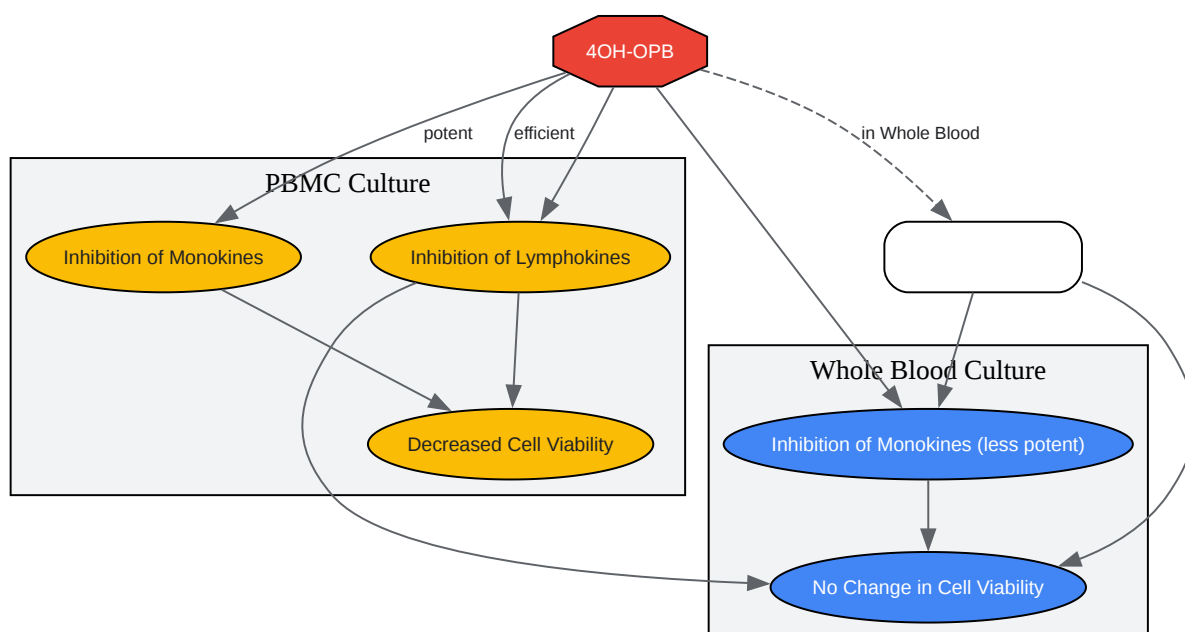 4OH-OPB
potent
efficient
in Whole Blood
PBMC Culture
Inhibition of Monokines
Inhibition of Lymphokines
Whole Blood Culture
Decreased Cell Viability
Inhibition of Monokines (less potent)
No Change in Cell Viability